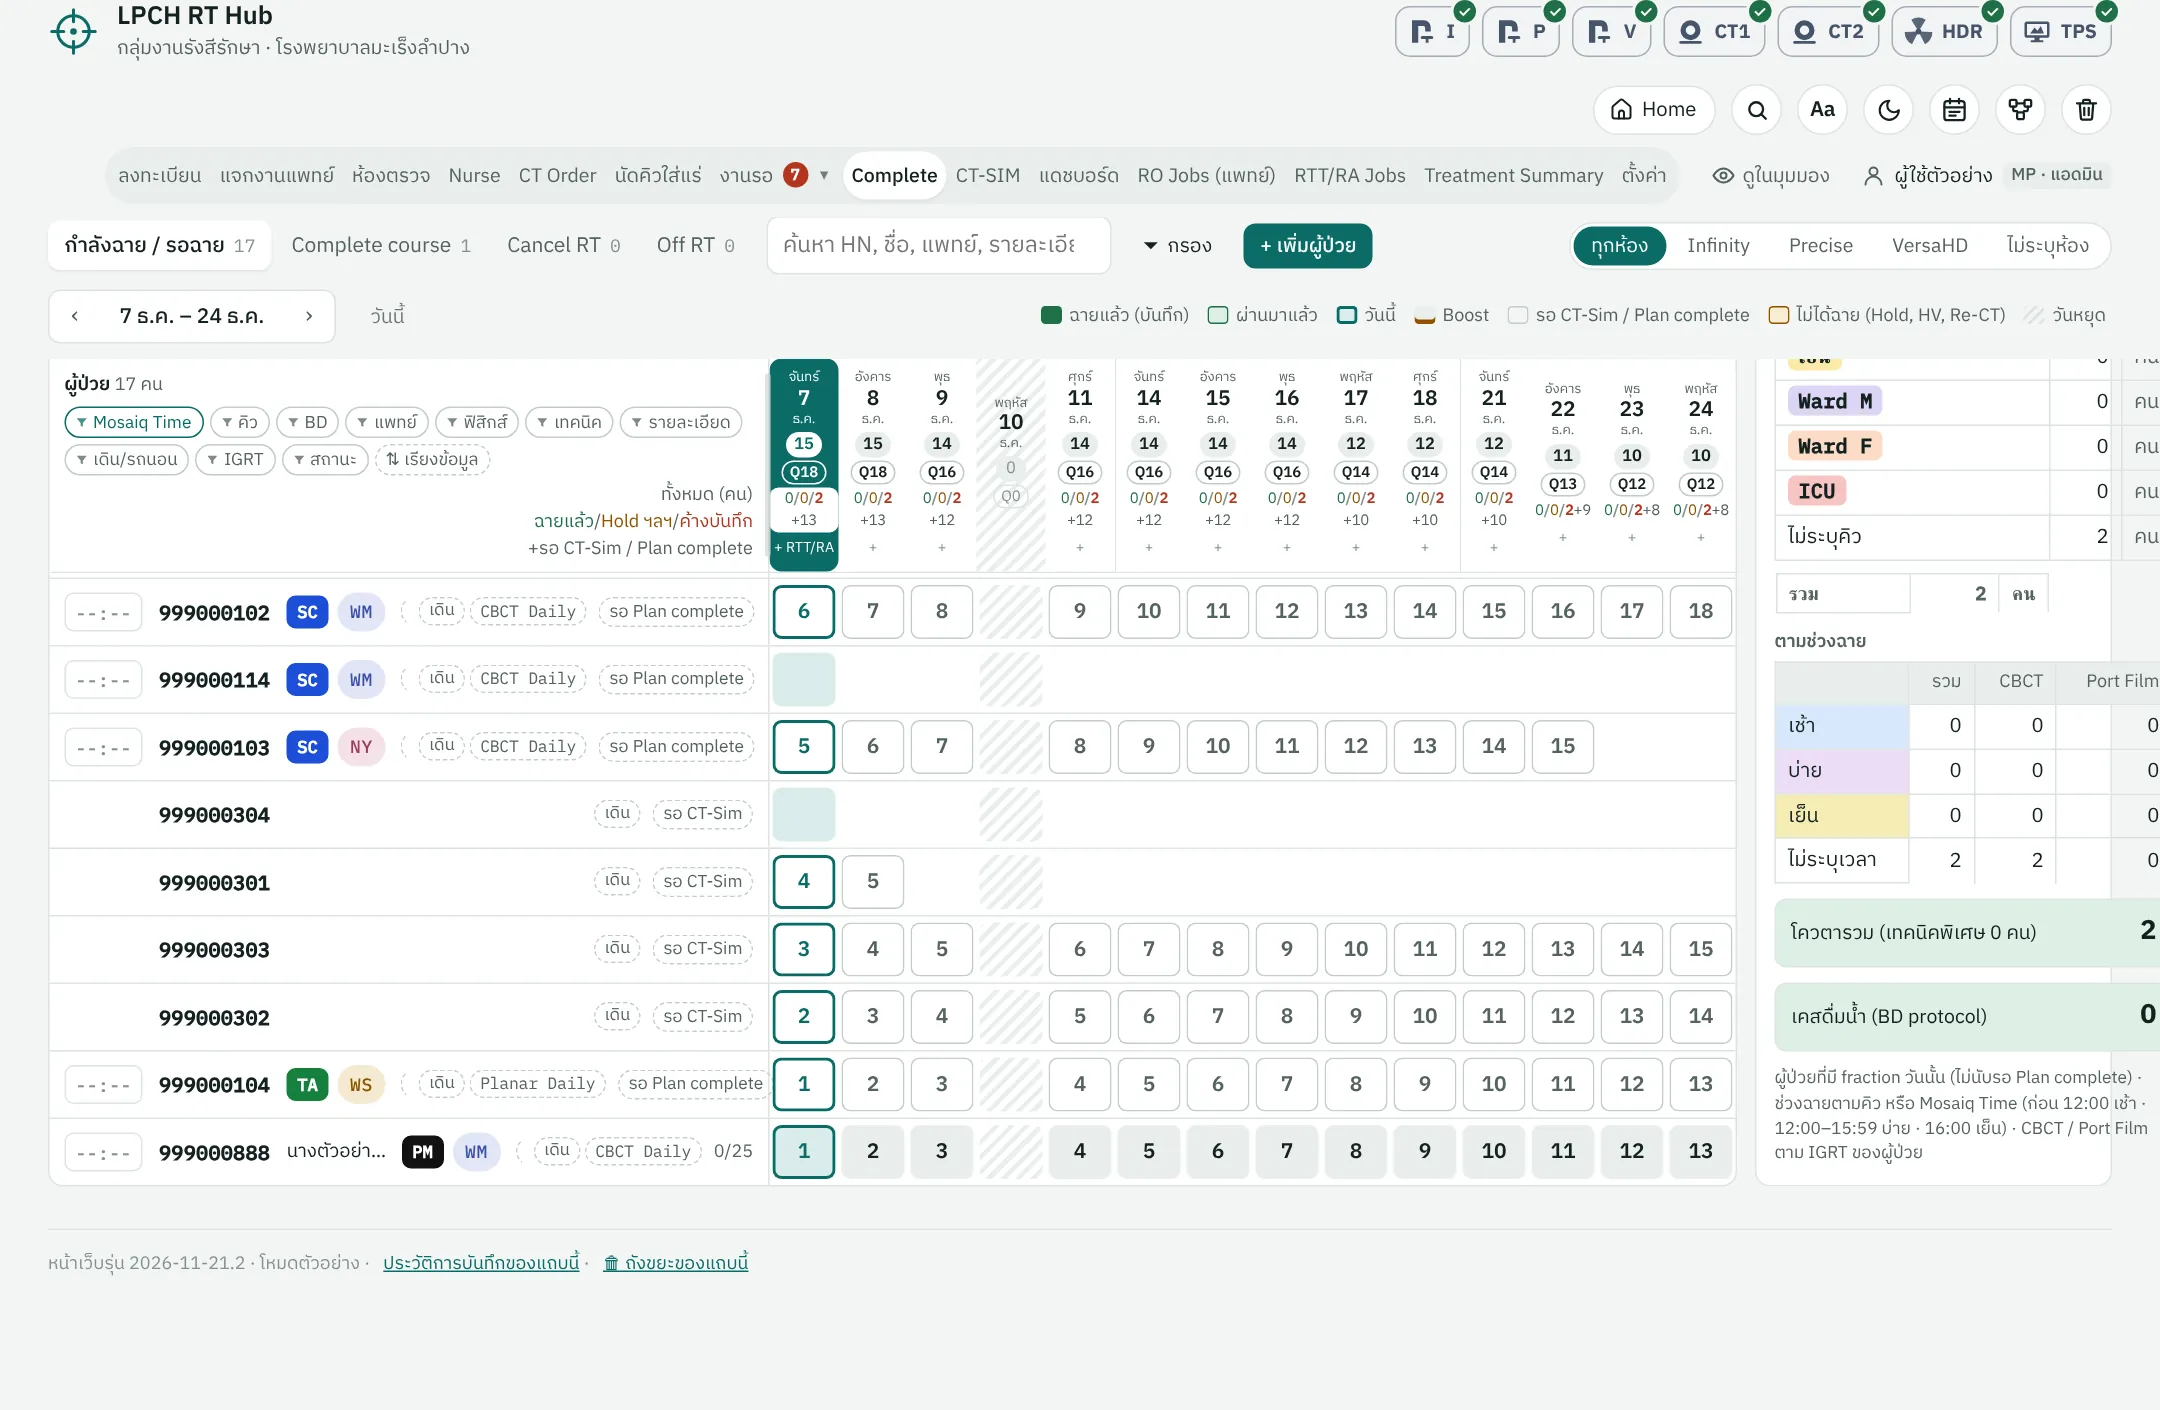 LPCH RT Hub
กลุ่มงานรังสีรักษา · โรงพยาบาลมะเร็งลำปาง
I P V CT1 CT2 HDR TPS
Home Aa
ลงทะเบียน แจกงานแพทย์ ห้องตรวจ Nurse CT Order นัดคิวใส่แร่ งานรอ 7 ▼ Complete CT-SIM แดชบอร์ด RO Jobs (แพทย์) RTT/RA Jobs Treatment Summary ตั้งค่า ดูในมุมมอง ผู้ใช้ตัวอย่าง MP · แอดมิน
กำลังฉาย / รอฉาย 17 Complete course 1 Cancel RT 0 Off RT 0 ค้นหา HN, ชื่อ, แพทย์, รายละเอีย ▼ กรอง + เพิ่มผู้ป่วย ทุกห้อง Infinity Precise VersaHD ไม่ระบุห้อง
‹ 7 ธ.ค. – 24 ธ.ค. › วันนี้ ฉายแล้ว (บันทึก) ผ่านมาแล้ว วันนี้ Boost รอ CT-Sim / Plan complete ไม่ได้ฉาย (Hold, HV, Re-CT) วันหยุด
ผู้ป่วย 17 คน
▼ Mosaiq Time ▼ คิว ▼ BD ▼ แพทย์ ▼ ฟิสิกส์ ▼ เทคนิค ▼ รายละเอียด
▼ เดิน/รถนอน ▼ IGRT ▼ สถานะ ⇅ เรียงข้อมูล
ทั้งหมด (คน)
ฉายแล้ว/Hold ฯลฯ/ค้างบันทึก
+รอ CT-Sim / Plan complete
จันทร์ 7 ธ.ค. 15 Q18 0/0/2 +13 + RTT/RA
อังคาร 8 ธ.ค. 15 Q18 0/0/2 +13 +
พุธ 9 ธ.ค. 14 Q16 0/0/2 +12 +
พฤหัส 10 ธ.ค. 0 Q0
ศุกร์ 11 ธ.ค. 14 Q16 0/0/2 +12 +
จันทร์ 14 ธ.ค. 14 Q16 0/0/2 +12 +
อังคาร 15 ธ.ค. 14 Q16 0/0/2 +12 +
พุธ 16 ธ.ค. 14 Q16 0/0/2 +12 +
พฤหัส 17 ธ.ค. 12 Q14 0/0/2 +10 +
ศุกร์ 18 ธ.ค. 12 Q14 0/0/2 +10 +
จันทร์ 21 ธ.ค. 12 Q14 0/0/2 +10 +
อังคาร 22 ธ.ค. 11 Q13 0/0/2+9 +
พุธ 23 ธ.ค. 10 Q12 0/0/2+8 +
พฤหัส 24 ธ.ค. 10 Q12 0/0/2+8 +
--:-- 999000102 SC WM เดิน CBCT Daily รอ Plan complete 6 7 8 9 10 11 12 13 14 15 16 17 18
--:-- 999000114 SC WM เดิน CBCT Daily รอ Plan complete
--:-- 999000103 SC NY เดิน CBCT Daily รอ Plan complete 5 6 7 8 9 10 11 12 13 14 15
999000304 เดิน รอ CT-Sim
999000301 เดิน รอ CT-Sim 4 5
999000303 เดิน รอ CT-Sim 3 4 5 6 7 8 9 10 11 12 13 14 15
999000302 เดิน รอ CT-Sim 2 3 4 5 6 7 8 9 10 11 12 13 14
--:-- 999000104 TA WS เดิน Planar Daily รอ Plan complete 1 2 3 4 5 6 7 8 9 10 11 12 13
--:-- 999000888 นางตัวอย่า... PM WM เดิน CBCT Daily 0/25 1 2 3 4 5 6 7 8 9 10 11 12 13
Ward M 0 คน
Ward F 0 คน
ICU 0 คน
ไม่ระบุคิว 2 คน
รวม 2 คน
ตามช่วงฉาย
รวม CBCT Port Film
เช้า 0 0 0
บ่าย 0 0 0
เย็น 0 0 0
ไม่ระบุเวลา 2 2 0
โควตารวม (เทคนิคพิเศษ 0 คน) 2
เคสดื่มน้ำ (BD protocol) 0
ผู้ป่วยที่มี fraction วันนั้น (ไม่นับรอ Plan complete) ·
ช่วงฉายตามคิว หรือ Mosaiq Time (ก่อน 12:00 เช้า ·
12:00–15:59 บ่าย · 16:00 เย็น) · CBCT / Port Film
ตาม IGRT ของผู้ป่วย
หน้าเว็บรุ่น 2026-11-21.2 · โหมดตัวอย่าง · ประวัติการบันทึกของแถบนี้ · ถังขยะของแถบนี้